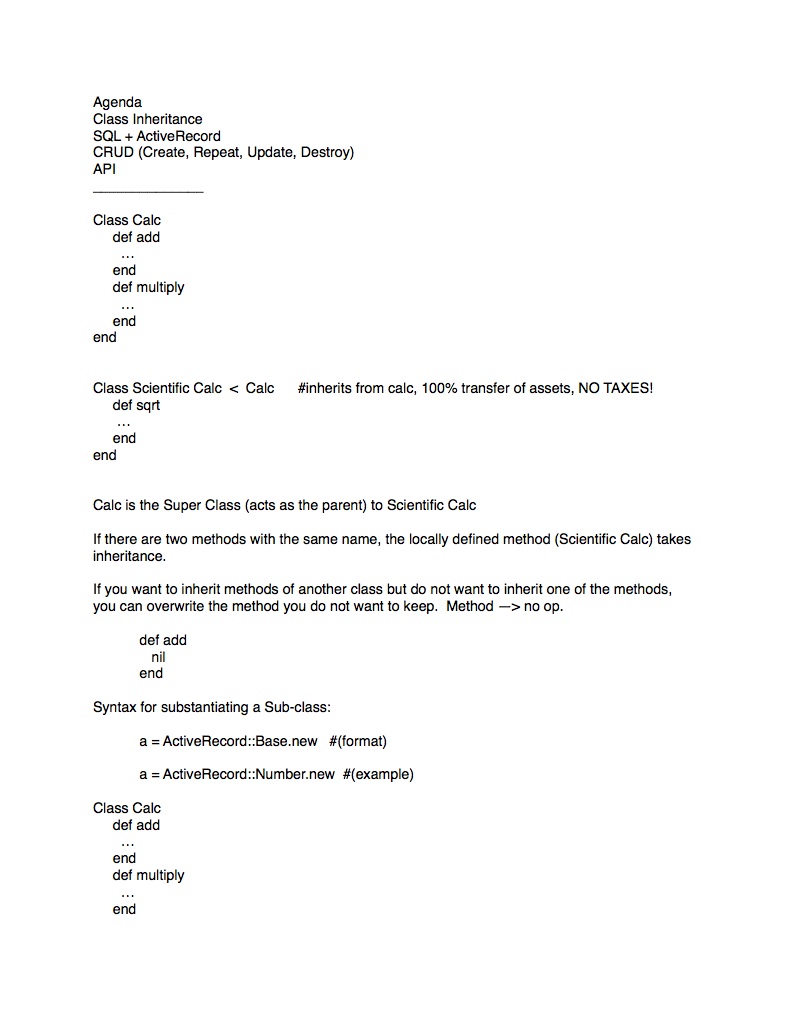 Agenda
Class Inheritance
SQL + ActiveRecord
CRUD (Create, Repeat, Update, Destroy)
API
_______________
Class Calc
def add
...
end
def multiply
...
end
end
Class Scientific Calc < Calc #inherits from calc, 100% transfer of assets, NO TAXES!
def sqrt
...
end
end
Calc is the Super Class (acts as the parent) to Scientific Calc
If there are two methods with the same name, the locally defined method (Scientific Calc) takes
inheritance.
If you want to inherit methods of another class but do not want to inherit one of the methods,
you can overwrite the method you do not want to keep. Method —> no op.
def add
nil
end
Syntax for substantiating a Sub-class:
a = ActiveRecord::Base.new #(format)
a = ActiveRecord::Number.new #(example)
Class Calc
def add
...
end
def multiply
...
end